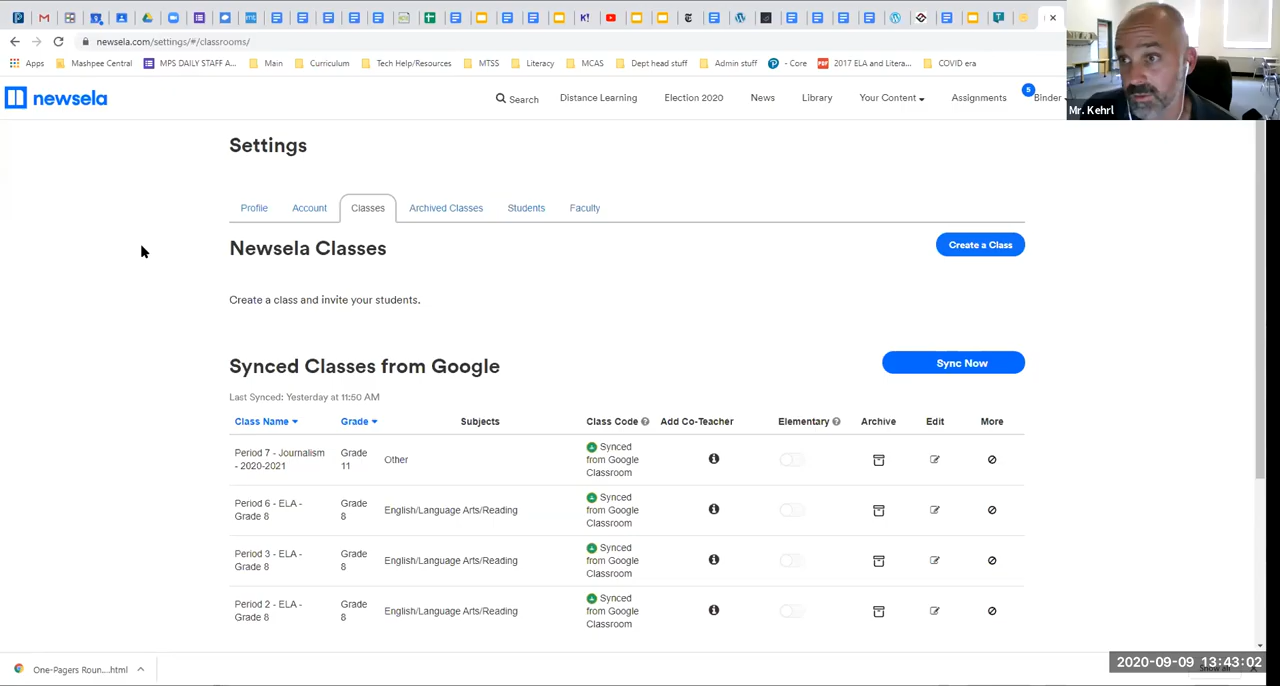 newsela.com/settings/#/classrooms/
Apps
Mashpee Central
MPS DAILY STAFF A...
Main
Curriculum
Tech Help/Resources
MTSS
Literacy
MCAS
Dept head stuff
Admin stuff
- Core
2017 ELA and Litera...
COVID era
Mr. Kehrl
newsela
Search
Distance Learning
Election 2020
News
Library
Your Content
Assignments
5
Binder
Settings
Profile
Account
Classes
Archived Classes
Students
Faculty
Newsela Classes
Create a Class
Create a class and invite your students.
Synced Classes from Google
Sync Now
Last Synced: Yesterday at 11:50 AM
Class Name
Grade
Subjects
Class Code
Add Co-Teacher
Elementary
Archive
Edit
More
Period 7 - Journalism
- 2020-2021
Grade
11
Other
Synced
from Google
Classroom
Period 6 - ELA -
Grade 8
Grade
8
English/Language Arts/Reading
Synced
from Google
Classroom
Period 3 - ELA -
Grade 8
Grade
8
English/Language Arts/Reading
Synced
from Google
Classroom
Period 2 - ELA -
Grade 8
Grade
8
English/Language Arts/Reading
Synced
from Google
Classroom
One-Pagers Roun....html
2020-09-09 13:43:02